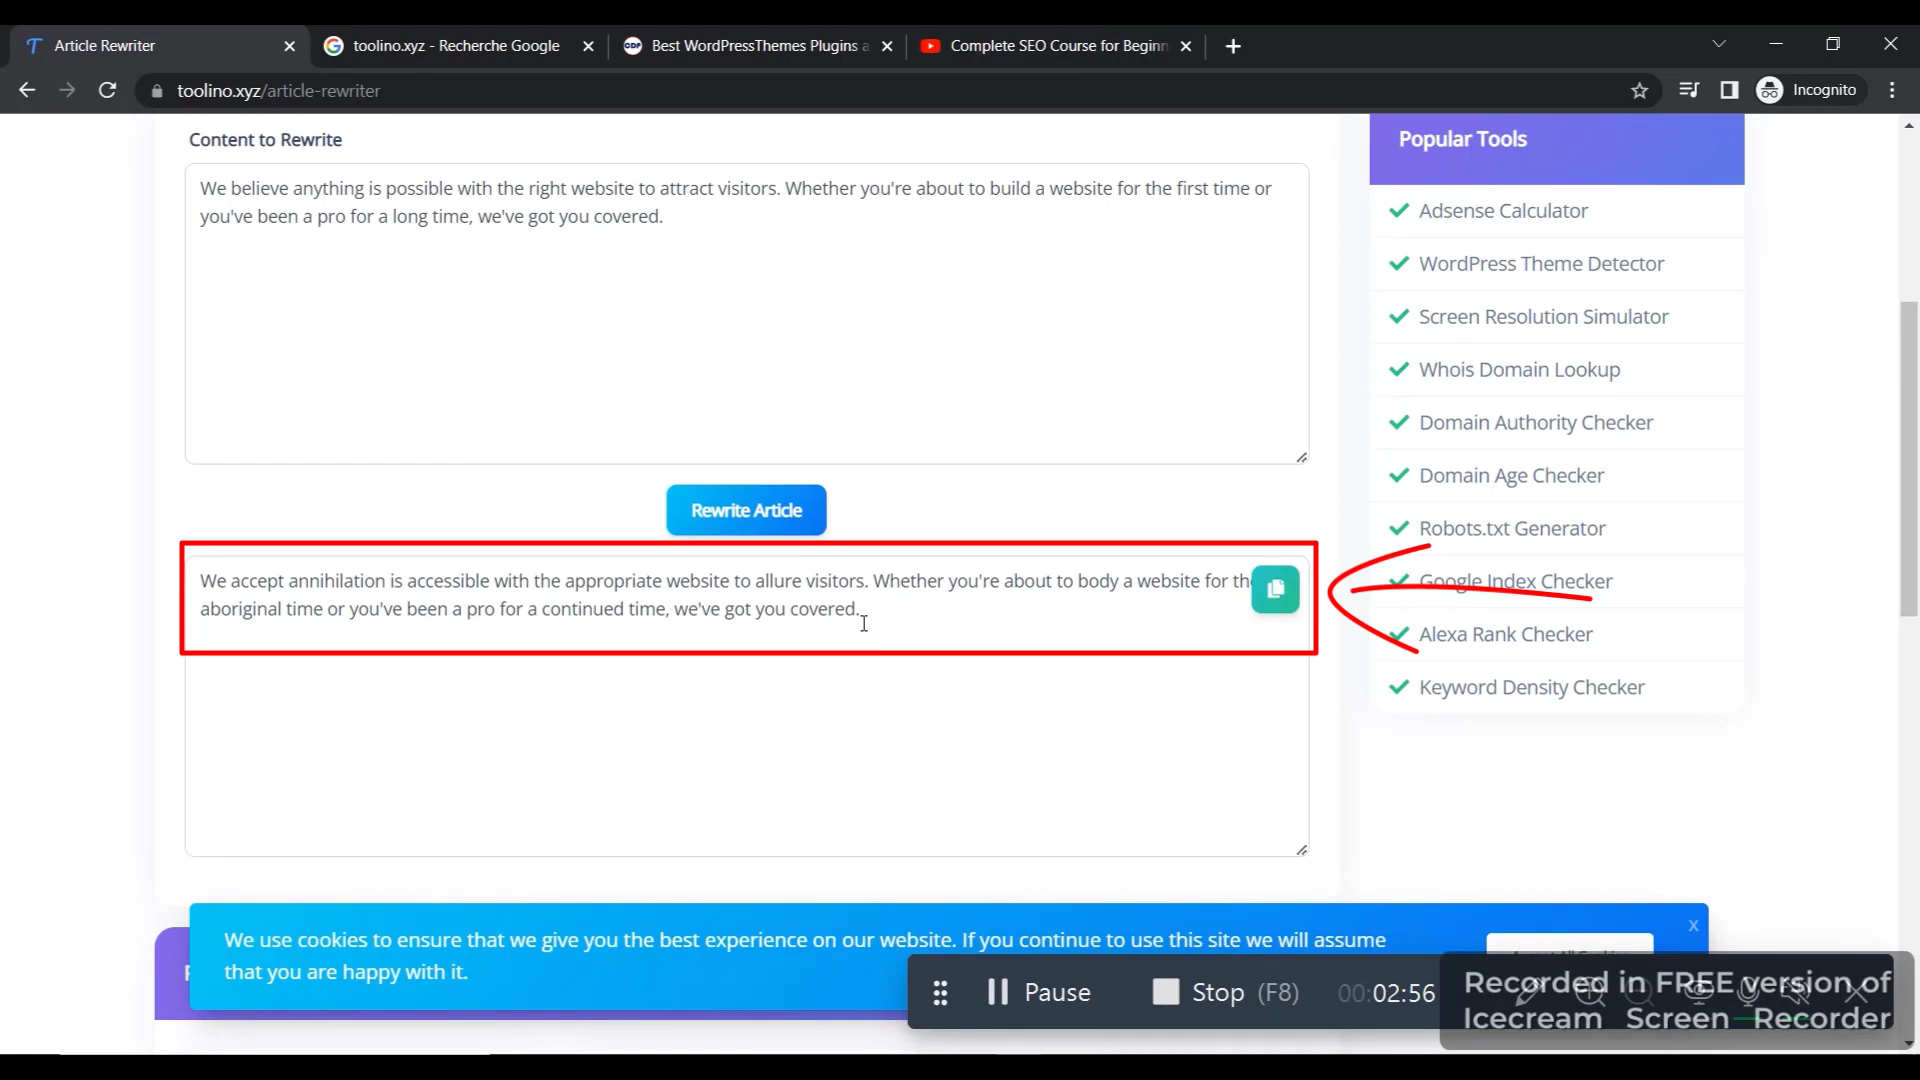 Article Rewriter
toolino.xyz - Recherche Google
CDP
Best WordPressThemes Plugins a
Complete SEO Course for Beginn
toolino.xyz/article-rewriter
Incognito
Content to Rewrite
We believe anything is possible with the right website to attract visitors. Whether you're about to build a website for the first time or
you've been a pro for a long time, we've got you covered.
Rewrite Article
We accept annihilation is accessible with the appropriate website to allure visitors. Whether you're about to body a website for the
aboriginal time or you've been a pro for a continued time, we've got you covered.
Popular Tools
Adsense Calculator
WordPress Theme Detector
Screen Resolution Simulator
Whois Domain Lookup
Domain Authority Checker
Domain Age Checker
Robots.txt Generator
Google Index Checker
Alexa Rank Checker
Keyword Density Checker
We use cookies to ensure that we give you the best experience on our website. If you continue to use this site we will assume
that you are happy with it.
x
Pause
Stop (F8)
00:02:56
Recorded in FREE version of
Icecream Screen Recorder